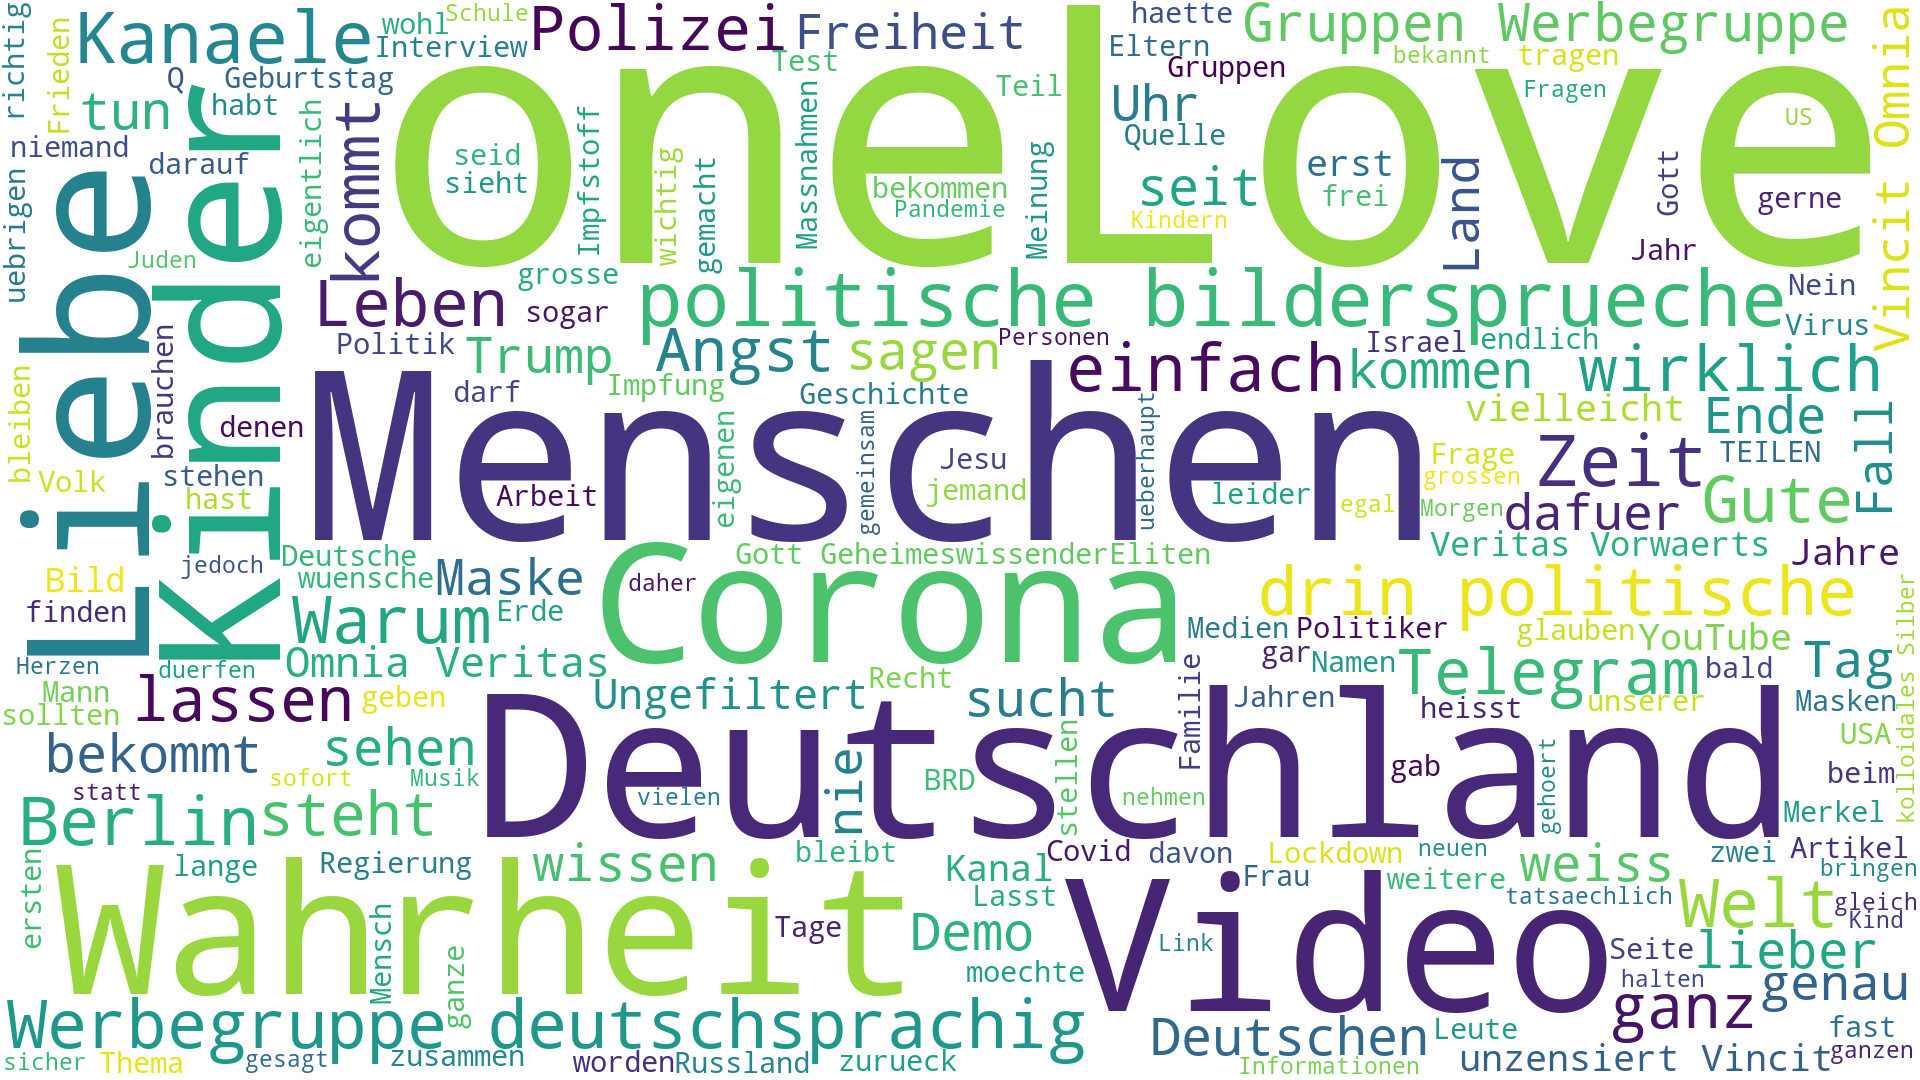 oneLove
Menschen
Deutschland
Liebe
Kinder
Corona
Wahrheit
Video
richtig
Frieden
Kanaele
wohl
Schule
Interview
Polizei
Freiheit
haette
Eltern
Gruppen Werbegruppe
bekannt
tragen
Gruppen
Fragen
Vincit Omnia
Q
Geburtstag
habt
tun
niemand
darauf
uebrigen
Juden
eigentlich
kommt
seid
sieht
Impfstoff
wichtig
gemacht
Test
Massnahmen
Teil
bekommen
Pandemie
Meinung
Uhr
Quelle
seit
Kindern
erst
frei
Land
Gott
US
gerne
Jahr
grosse
sogar
Leben
politische bildersprueche
Nein
Virus
Politik
Trump
Angst
sagen
Personen
Israel
endlich
einfach
kommen
wirklich
darf
Impfung
Geschichte
vielleicht
Ende
Fall
bleiben
brauchen
denen
Volk
stehen
hast
Arbeit
eigenen
gemeinsam
Jesu
jemand
ueberhaupt
leider
egal
Frage
grossen
Morgen
Zeit
TEILEN
dafuer
Gute
Veritas Vorwaerts
Jahre
jedoch
Deutsche
wuensche
Maske
Bild
finden
Warum
Erde
daher
Gott GeheimeswissenderEliten
drin politische
kolloidales Silber
Medien
Politiker
glauben
YouTube
gar
Namen
Telegram
bald
Tag
Herzen
duerfen
Omnia Veritas
Mann
sollten
lassen
geben
Ungefiltert
Recht
sucht
Familie
Jahren
heisst
unserer
Masken
USA
bekommt
sehen
sofort
Musik
statt
vielen
nie
BRD
stellen
nehmen
gab
gehoert
beim
Merkel
Berlin
steht
lange
Regierung
wissen
bleibt
Kanal
Covid
davon
Lockdown
neuen
weiss
zwei
Artikel
bringen
Frau
weitere
tatsaechlich
Lasst
ersten
Mensch
ganze
Tage
Demo
moechte
Link
Welt
gleich
Kind
Seite
lieber
halten
genau
ganz
Werbegruppe deutschsprachig
Deutschen
Leute
fast
sicher
Thema
gesagt
zusammen
worden
Russland
zurueck
Informationen
unzensiert Vincit
ganzen